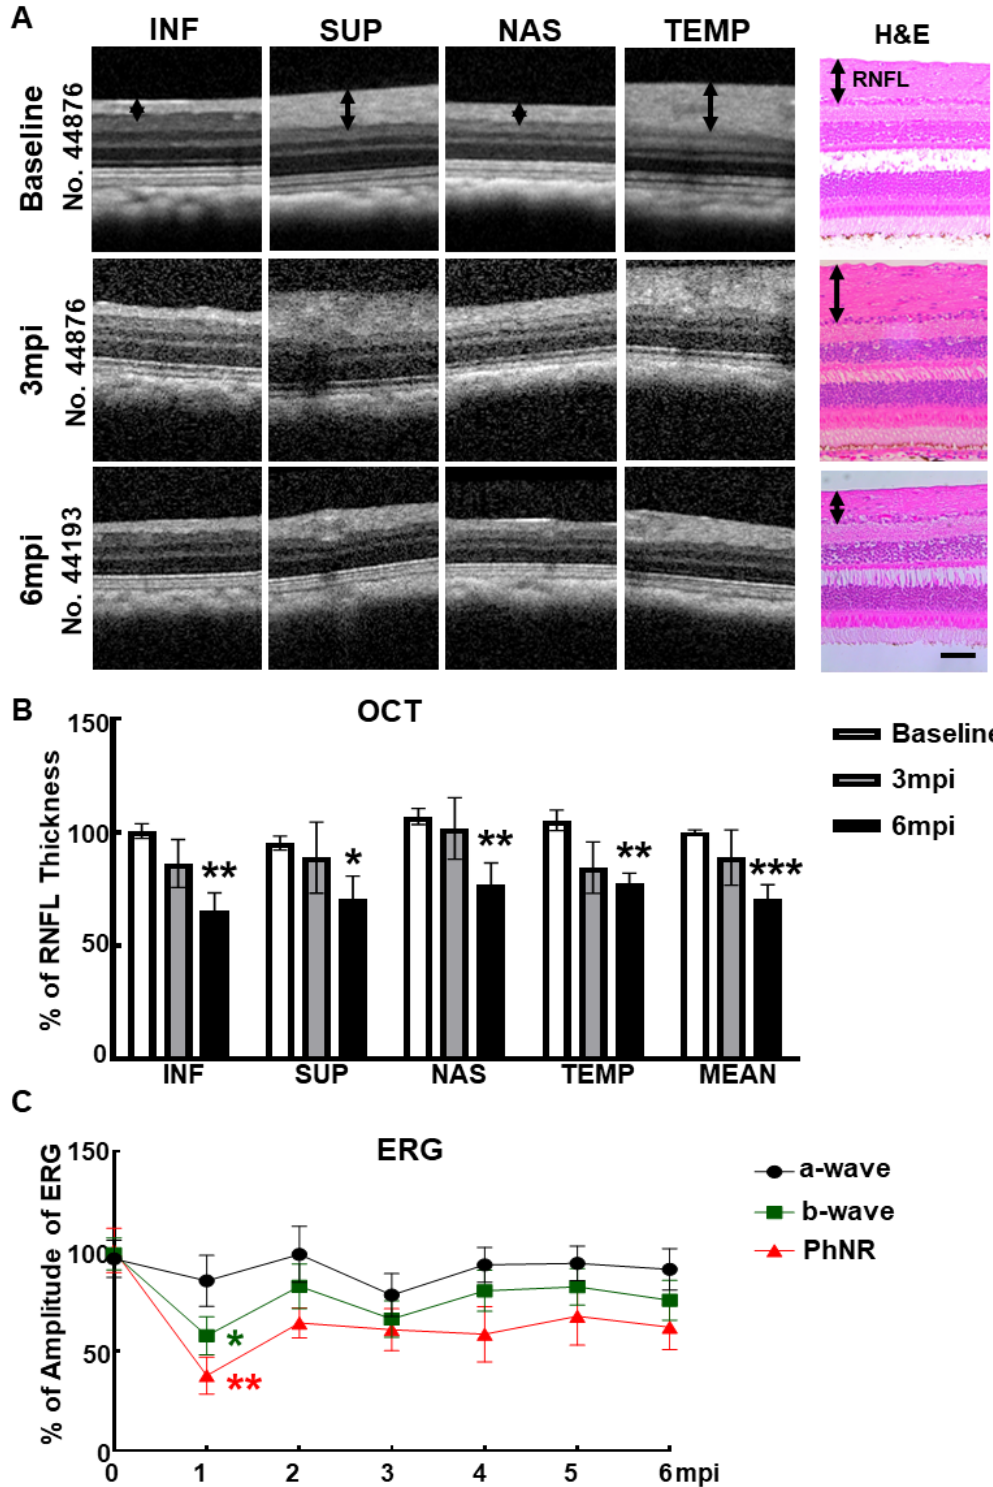 A
INF SUP NAS TEMP H&E
Baseline
No. 44876
RNFL
3mpi
No. 44876
6mpi
No. 44193
B
OCT
% of RNFL Thickness
150
100
50
0
** * ** ** ***
INF SUP NAS TEMP MEAN
Baseline
3mpi
6mpi
C
ERG
% of Amplitude of ERG
150
100
50
0
*
**
0 1 2 3 4 5 6mpi
a-wave
b-wave
PhNR